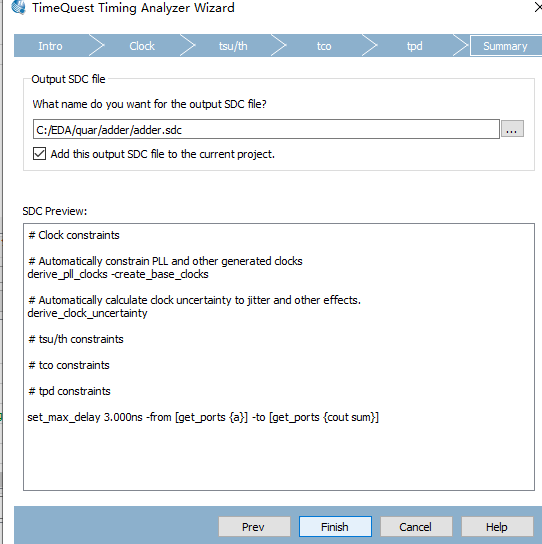 TimeQuest Timing Analyzer Wizard
Intro
Clock
tsu/th
tco
tpd
Summary
Output SDC file
What name do you want for the output SDC file?
C:/EDA/quar/adder/adder.sdc
...
Add this output SDC file to the current project.
SDC Preview:
# Clock constraints
# Automatically constrain PLL and other generated clocks
derive_pll_clocks -create_base_clocks
# Automatically calculate clock uncertainty to jitter and other effects.
derive_clock_uncertainty
# tsu/th constraints
# tco constraints
# tpd constraints
set_max_delay 3.000ns -from [get_ports {a}] -to [get_ports {cout sum}]
Prev
Finish
Cancel
Help